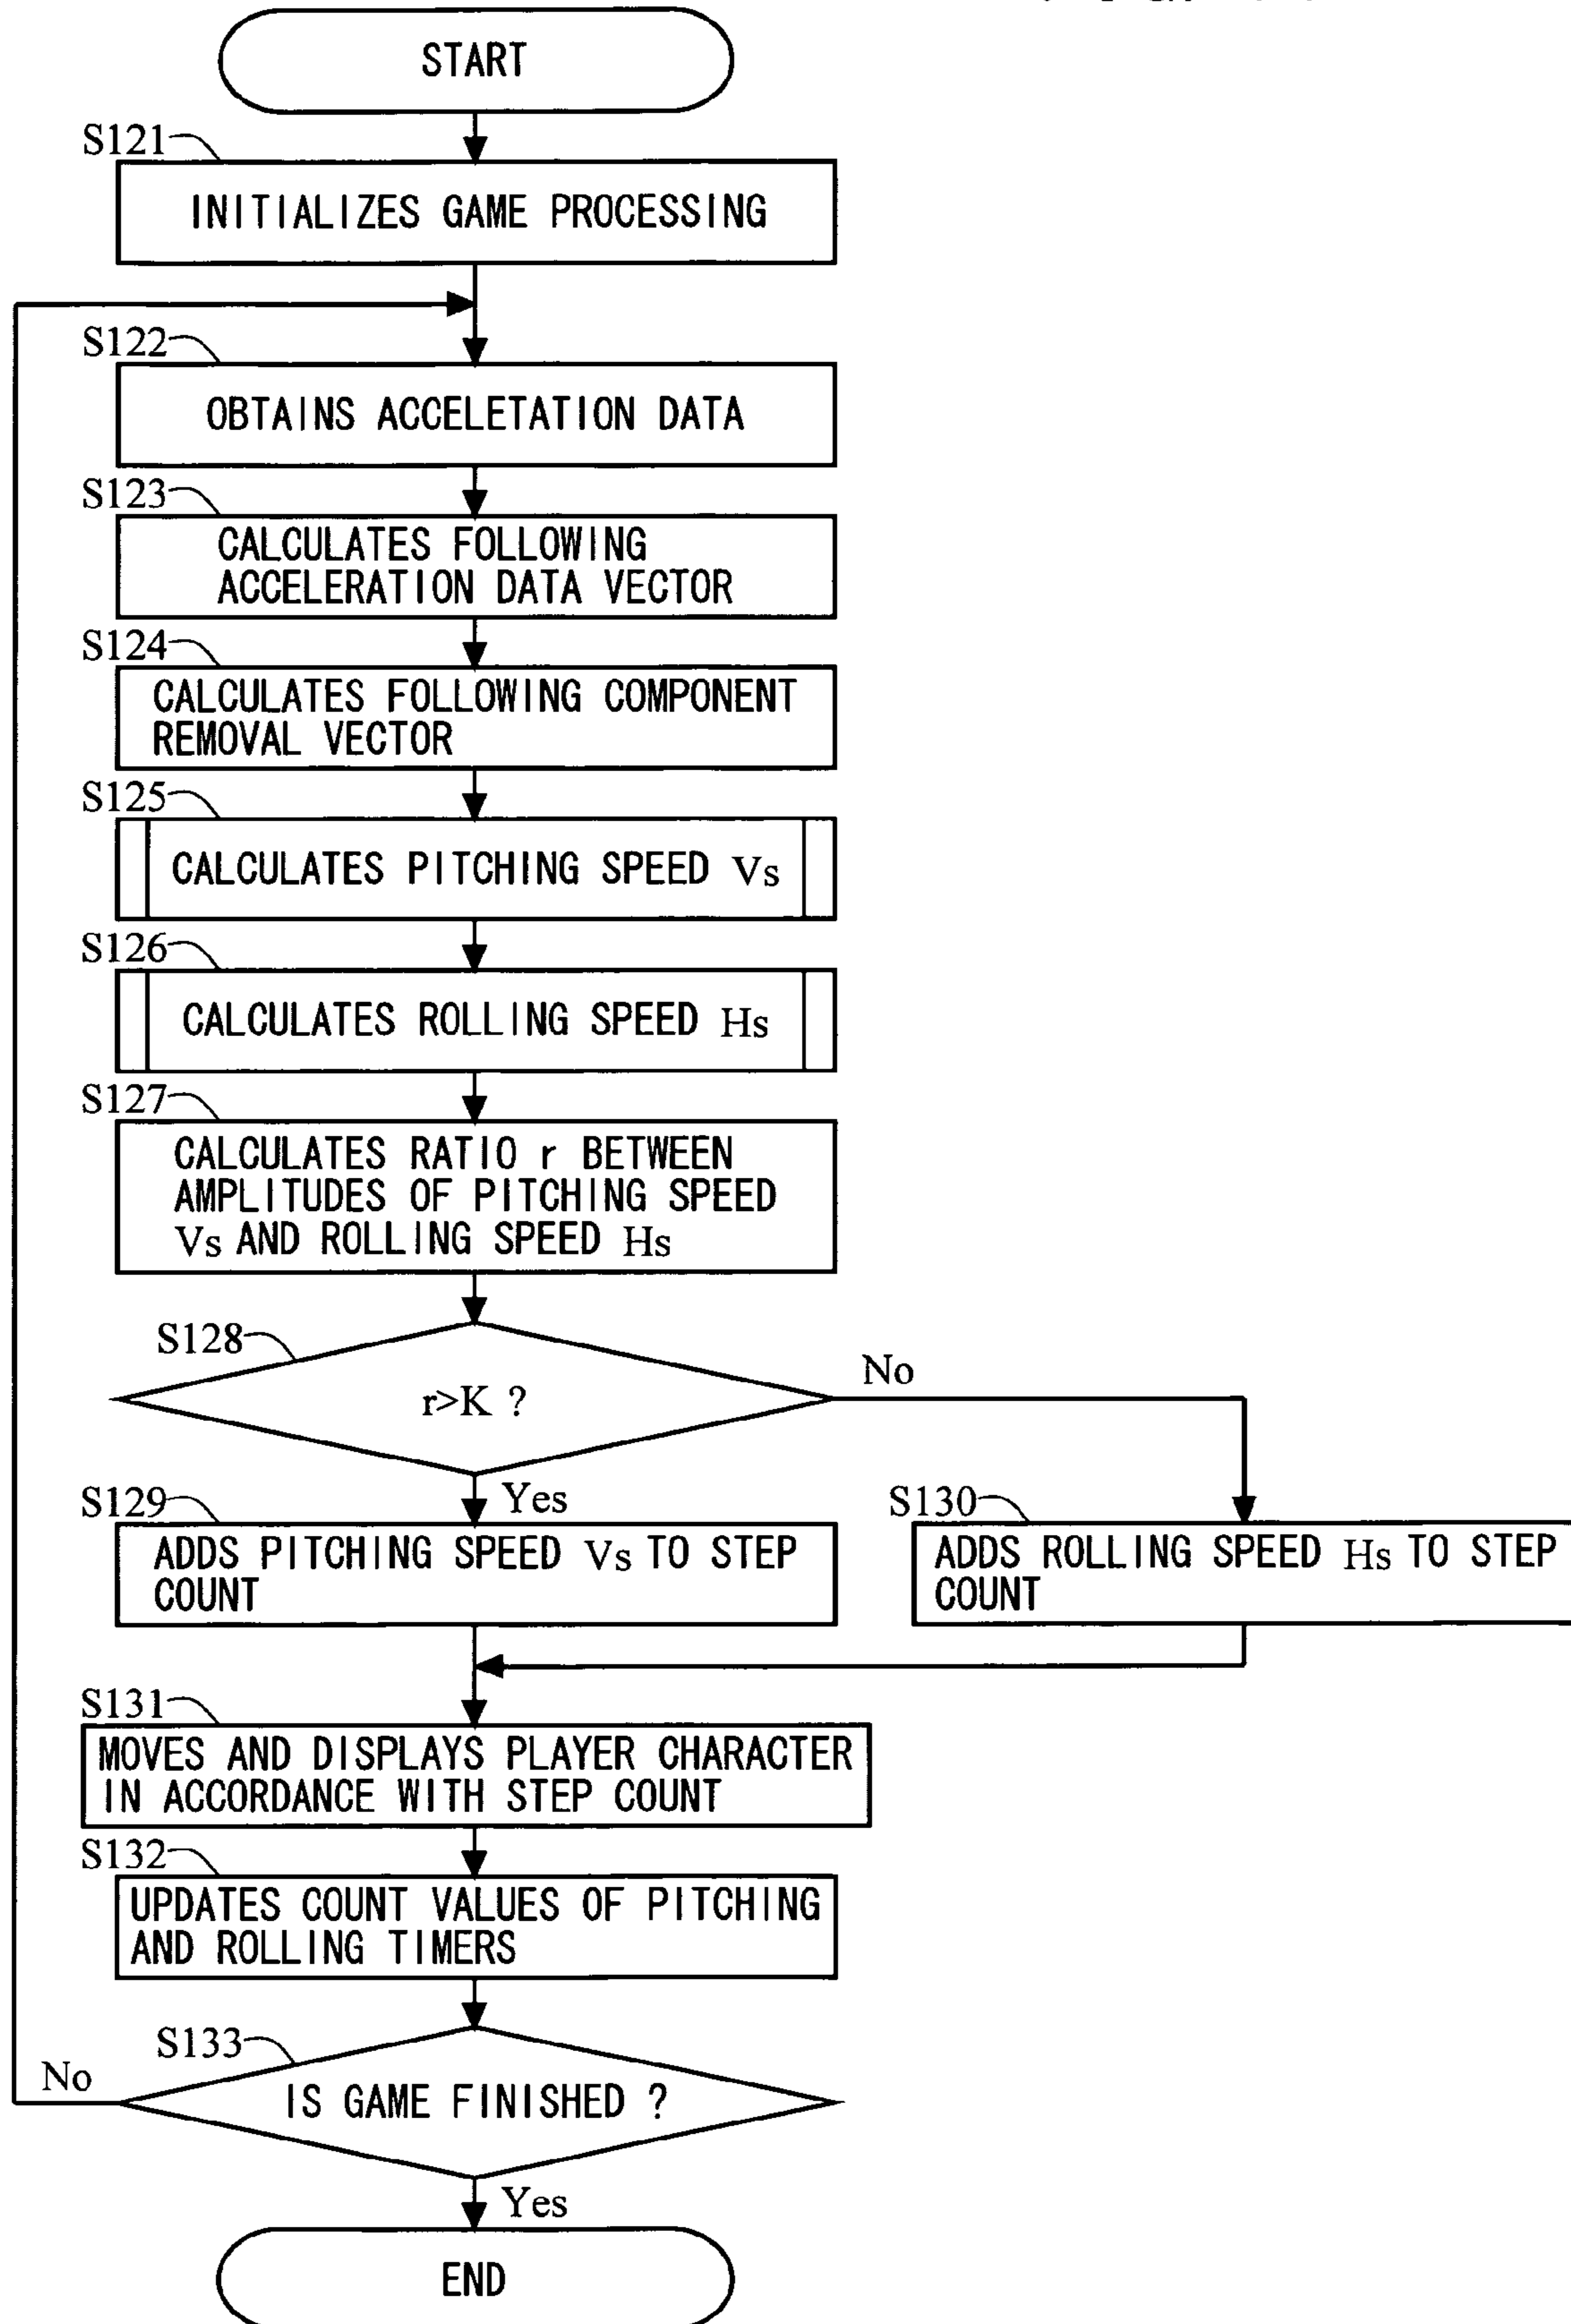 START
S121
INITIALIZES GAME PROCESSING
S122
OBTAINS ACCELETATION DATA
S123
CALCULATES FOLLOWING
ACCELERATION DATA VECTOR
S124
CALCULATES FOLLOWING COMPONENT
REMOVAL VECTOR
S125
CALCULATES PITCHING SPEED Vs
S126
CALCULATES ROLLING SPEED Hs
S127
CALCULATES RATIO r BETWEEN
AMPLITUDES OF PITCHING SPEED
Vs AND ROLLING SPEED Hs
S128
r>K ?
No
Yes
S129
ADDS PITCHING SPEED Vs TO STEP
COUNT
S130
ADDS ROLLING SPEED Hs TO STEP
COUNT
S131
MOVES AND DISPLAYS PLAYER CHARACTER
IN ACCORDANCE WITH STEP COUNT
S132
UPDATES COUNT VALUES OF PITCHING
AND ROLLING TIMERS
S133
No
IS GAME FINISHED ?
Yes
END